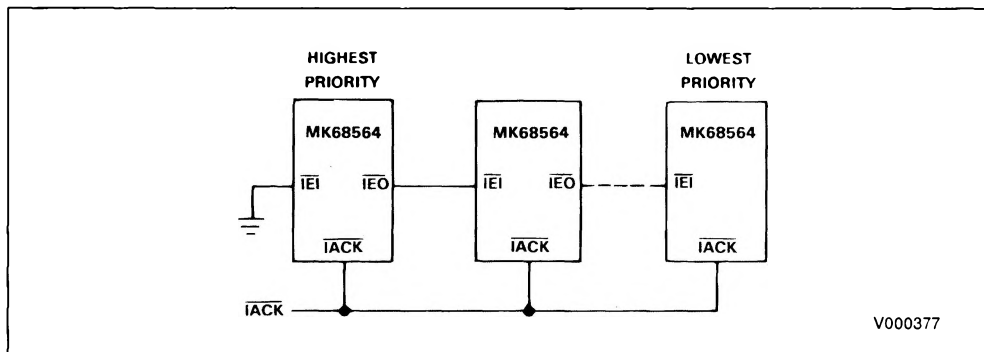 HIGHEST
PRIORITY
LOWEST
PRIORITY
MK68564
MK68564
MK68564
IEI
IEO
IEI
IEO
IEI
IACK
IACK
IACK
IACK
V000377